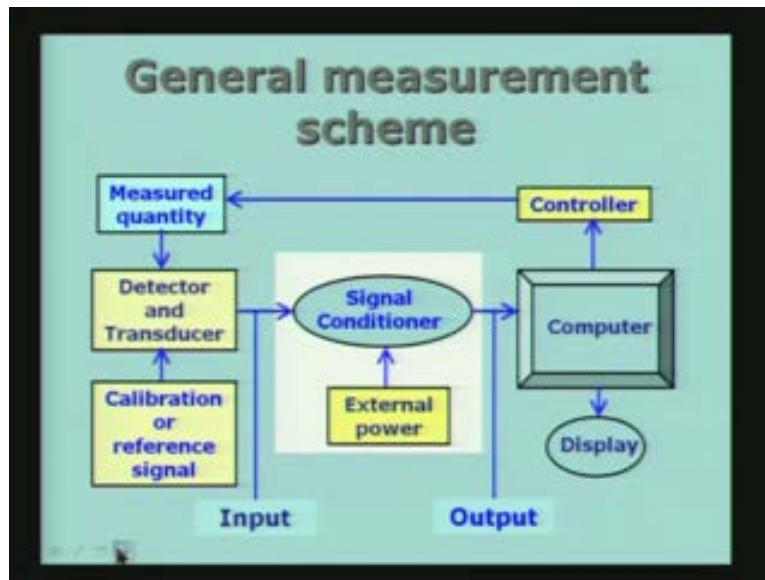 General measurement
scheme
Measured
quantity
Controller
Detector
and
Transducer
Signal
Conditioner
Computer
Calibration
or
reference
signal
External
power
Display
Input
Output